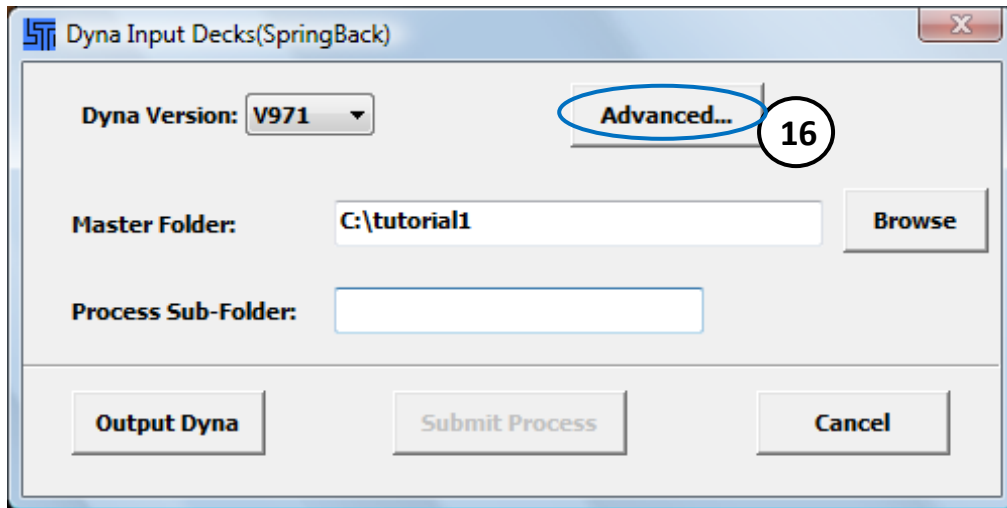 Dyna Input Decks(SpringBack)
Dyna Version: V971 Advanced...
16
Master Folder: C:\tutorial1 Browse
Process Sub-Folder:
Output Dyna Submit Process Cancel